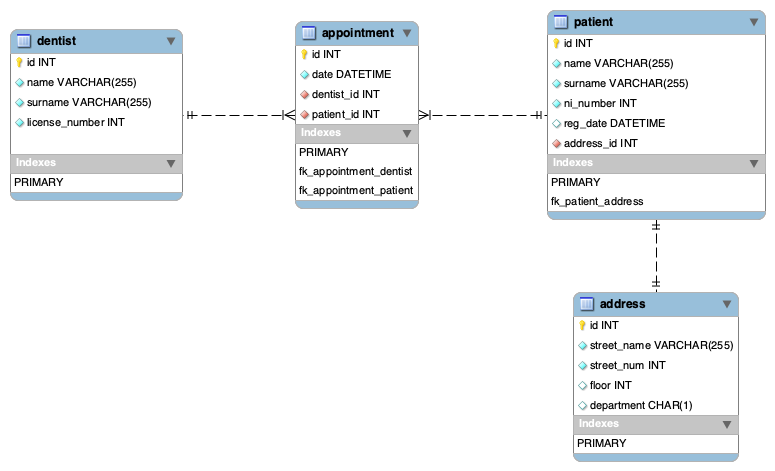 dentist
id INT
name VARCHAR(255)
surname VARCHAR(255)
license_number INT
Indexes
PRIMARY
appointment
id INT
date DATETIME
dentist_id INT
patient_id INT
Indexes
PRIMARY
fk_appointment_dentist
fk_appointment_patient
patient
id INT
name VARCHAR(255)
surname VARCHAR(255)
ni_number INT
reg_date DATETIME
address_id INT
Indexes
PRIMARY
fk_patient_address
address
id INT
street_name VARCHAR(255)
street_num INT
floor INT
department CHAR(1)
Indexes
PRIMARY